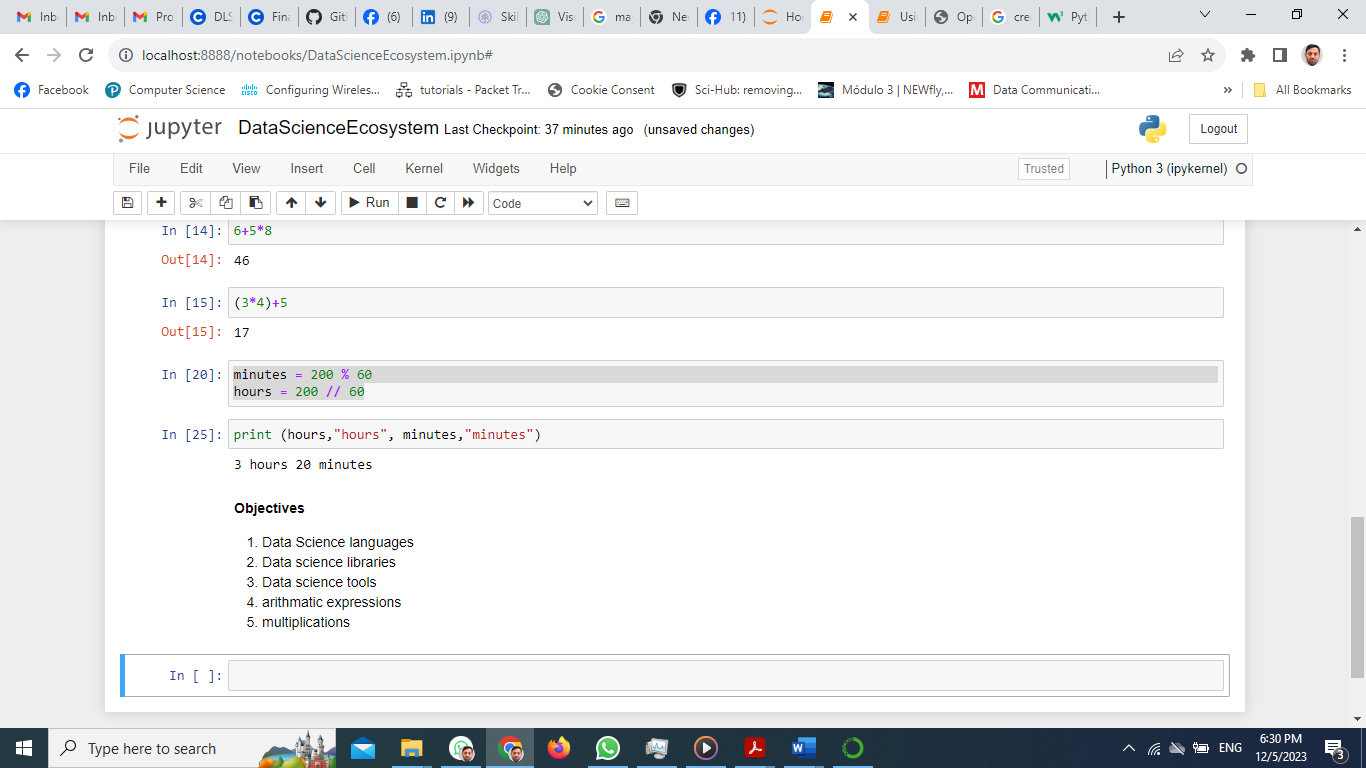 Inb
Inb
Pro
DLS
Fina
Git
(6)
(9)
Skil
Vis
ma
Ne
11)
Ho
Usi
Op
cre
Pyt
localhost:8888/notebooks/DataScienceEcosystem.ipynb#
Facebook
Computer Science
Configuring Wireles...
tutorials - Packet Tr...
Cookie Consent
Sci-Hub: removing...
Módulo 3 | NEWfly,...
Data Communicati...
»
All Bookmarks
jupyter DataScienceEcosystem Last Checkpoint: 37 minutes ago (unsaved changes)
Logout
File Edit View Insert Cell Kernel Widgets Help
Trusted
Python 3 (ipykernel)
Run
Code
In [14]: 6+5*8
Out[14]: 46
In [15]: (3*4)+5
Out[15]: 17
In [20]: minutes = 200 % 60
hours = 200 // 60
In [25]: print (hours,"hours", minutes,"minutes")
3 hours 20 minutes
Objectives
1. Data Science languages
2. Data science libraries
3. Data science tools
4. arithmatic expressions
5. multiplications
In [ ]:
Type here to search
ENG
6:30 PM
12/5/2023
3